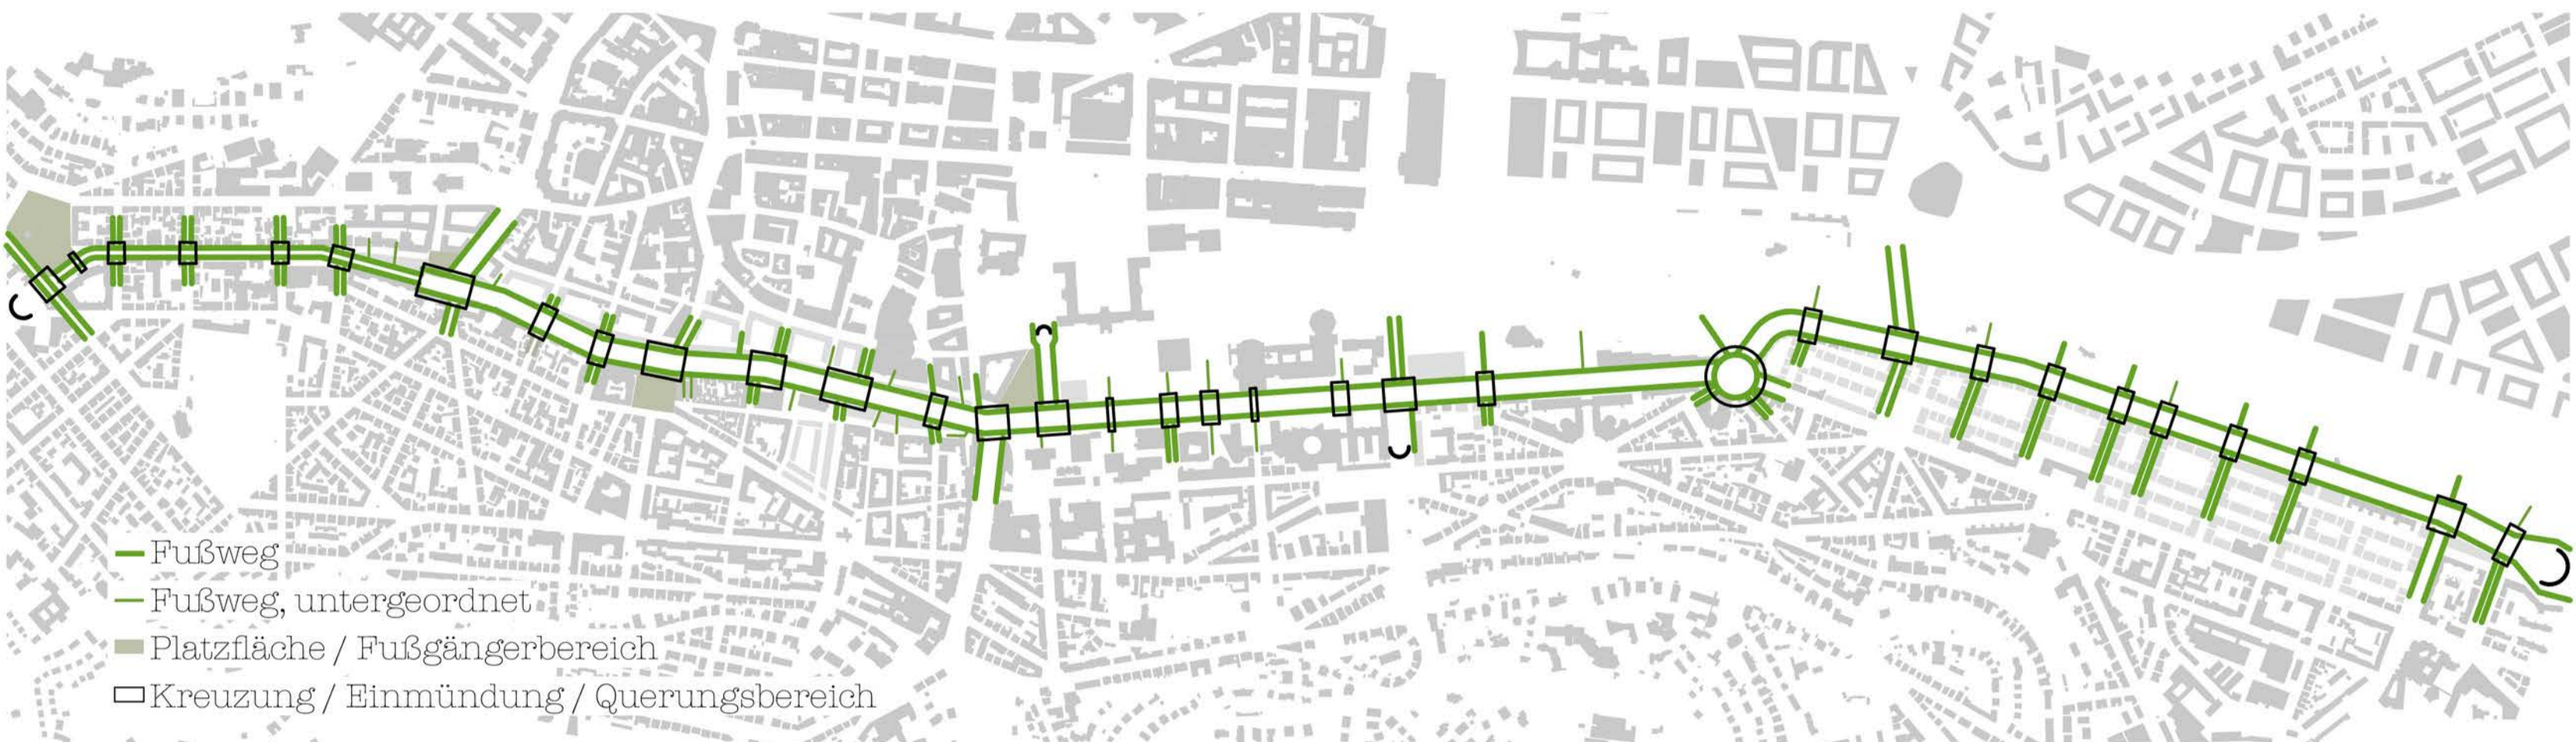 Fußweg
Fußweg, untergeordnet
Platzfläche / Fußgängerbereich
Kreuzung / Einmündung / Querungsbereich